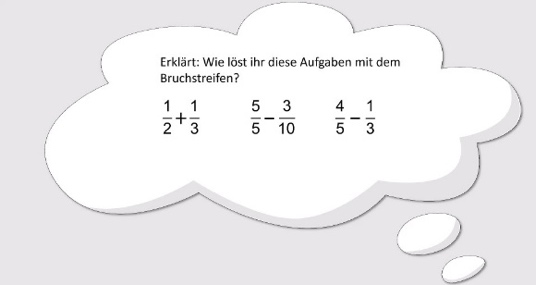 Erklärt: Wie löst ihr diese Aufgaben mit dem
Bruchstreifen?
1/2 + 1/3   5/5 − 3/10   4/5 − 1/3